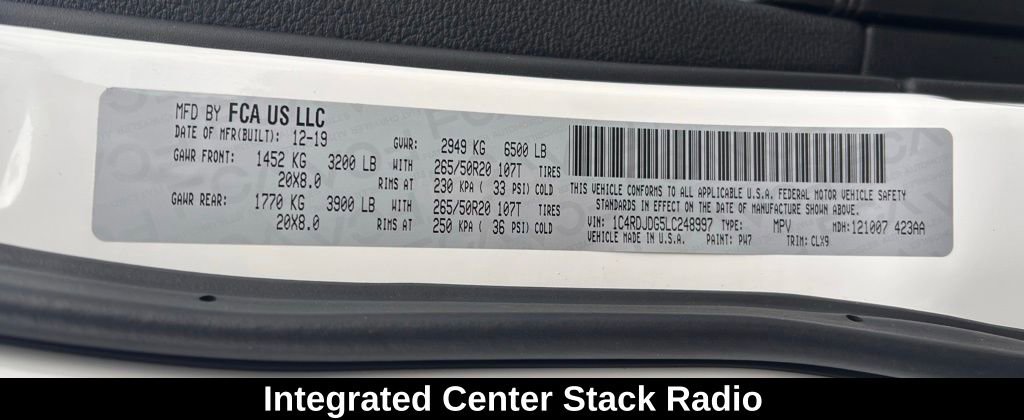 MFD BY FCA US LLC
DATE OF MFR(BUILT): 12-19 GVWR: 2949 KG 6500 LB
GAWR FRONT: 1452 KG 3200 LB WITH 265/50R20 107T TIRES
20X8.0 RIMS AT 230 KPA ( 33 PSI) COLD
GAWR REAR: 1770 KG 3900 LB WITH 265/50R20 107T TIRES
20X8.0 RIMS AT 250 KPA ( 36 PSI) COLD
THIS VEHICLE CONFORMS TO ALL APPLICABLE U.S.A. FEDERAL MOTOR VEHICLE SAFETY
STANDARDS IN EFFECT ON THE DATE OF MANUFACTURE SHOWN ABOVE.
VIN: 1C4RDJDG5LC248997 TYPE: MPV MDH:121007 423AA
VEHICLE MADE IN U.S.A. PAINT: PW7 TRIM: CLX9
Integrated Center Stack Radio